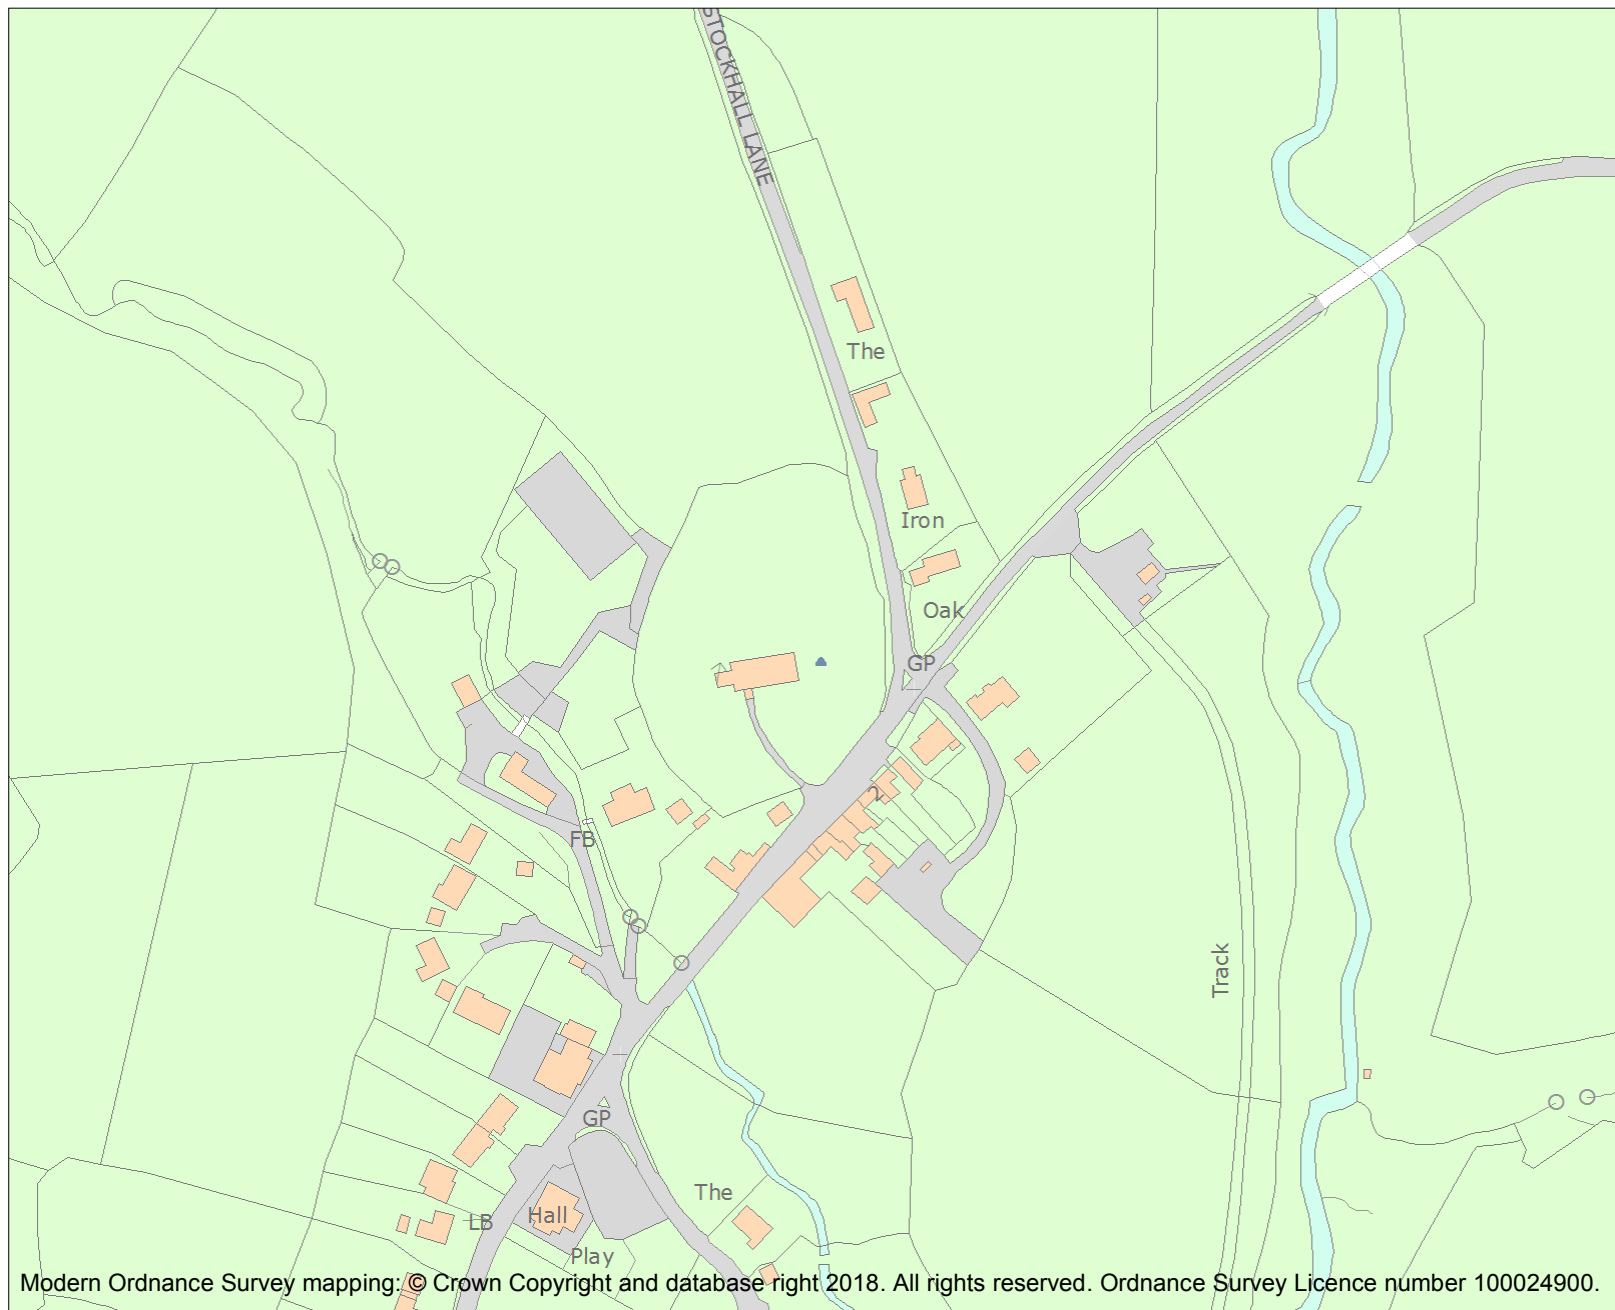 STOCKHALL LANE
The
Iron
Oak
GP
2
FB
Track
GP
The
LB
Hall
Play
Modern Ordnance Survey mapping: © Crown Copyright and database right 2018. All rights reserved. Ordnance Survey Licence number 100024900.